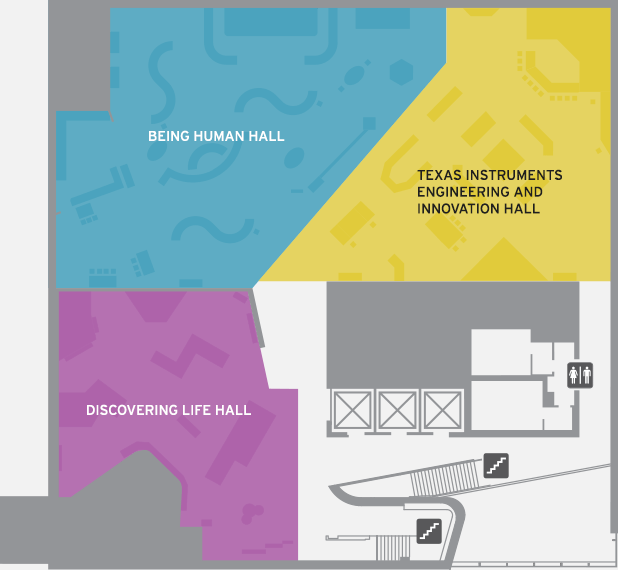 BEING HUMAN HALL
TEXAS INSTRUMENTS
ENGINEERING AND
INNOVATION HALL
DISCOVERING LIFE HALL